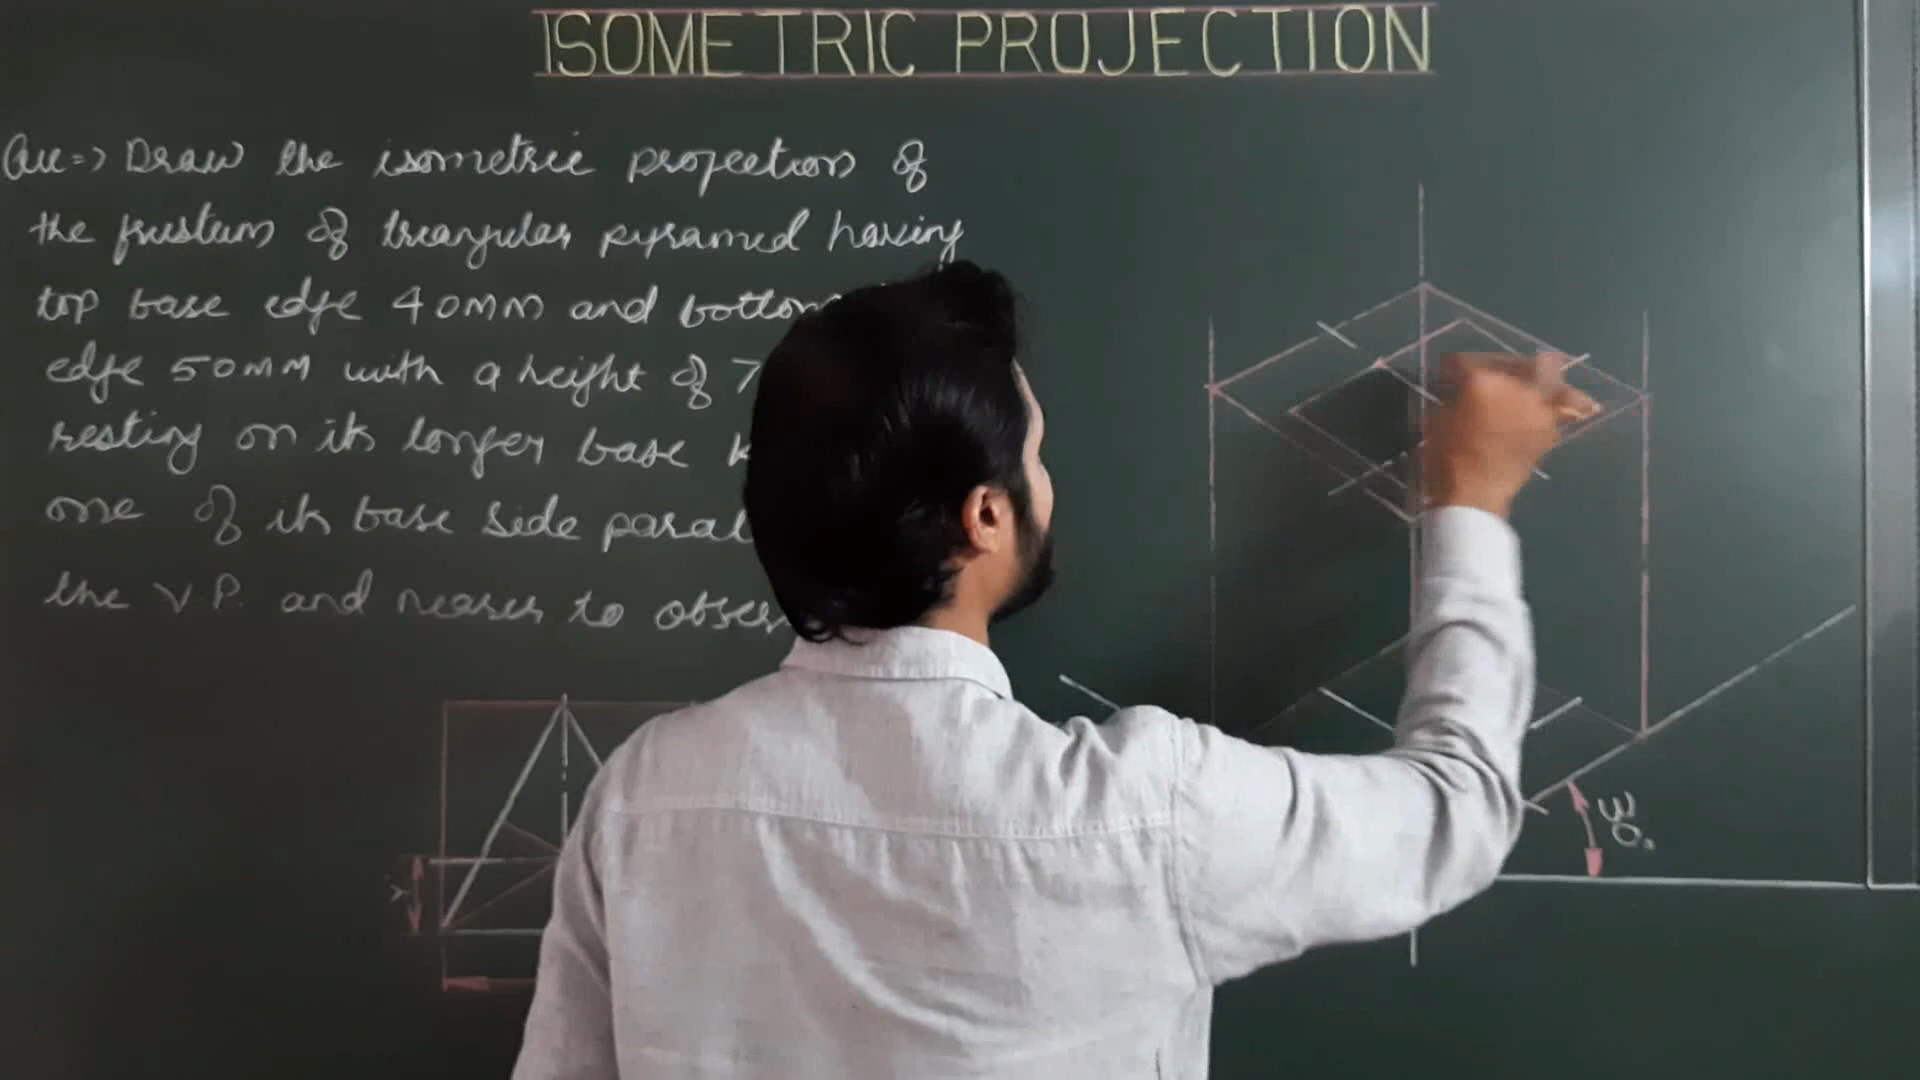 ISOMETRIC PROJECTION
Que=> Draw the isometric projection of
the frustum of triangular pyramid having
top base edge 40MM and bottom
edge 50MM with a height of 7
resting on its longer base
one of its base side paral
the V.P. and nearer to obser
30°